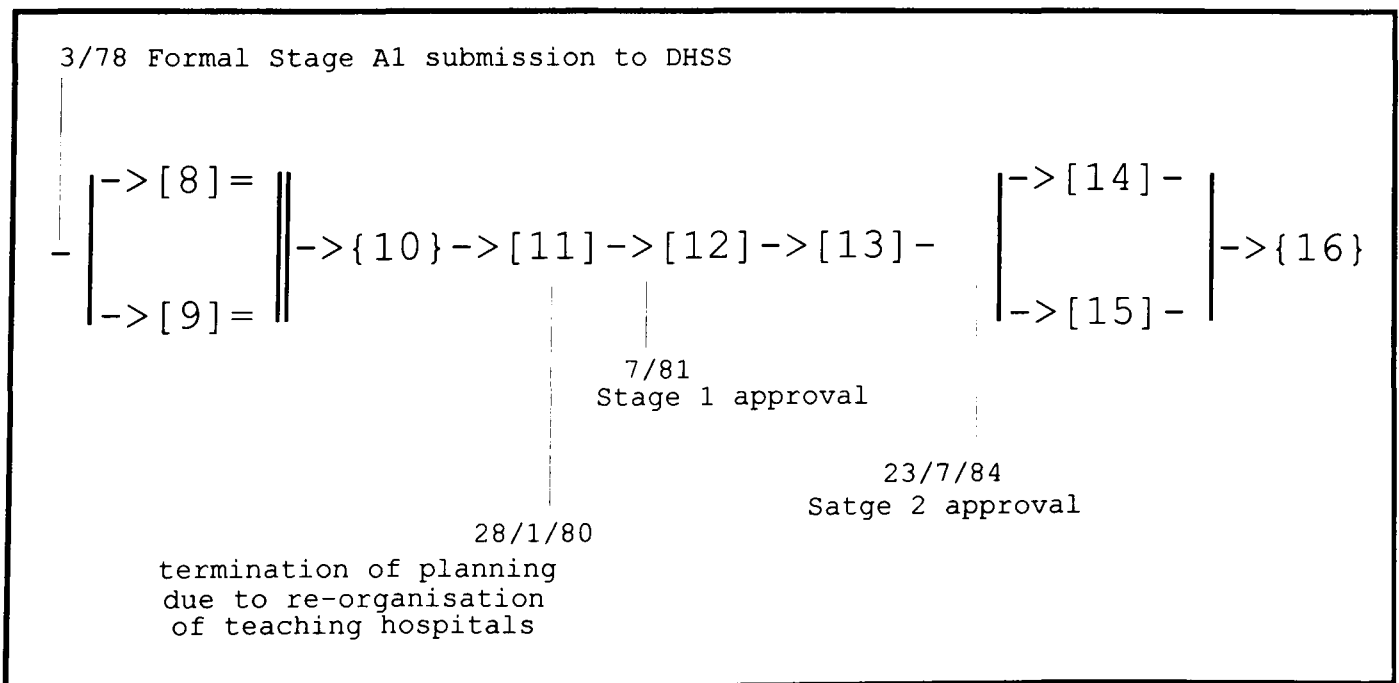 3/78 Formal Stage A1 submission to DHSS
->[8]=
->[14]-
- ->{10}->[11]->[12]->[13]- ->{16}
->[9]=
->[15]-
7/81
Stage 1 approval
23/7/84
Satge 2 approval
28/1/80
termination of planning
due to re-organisation
of teaching hospitals